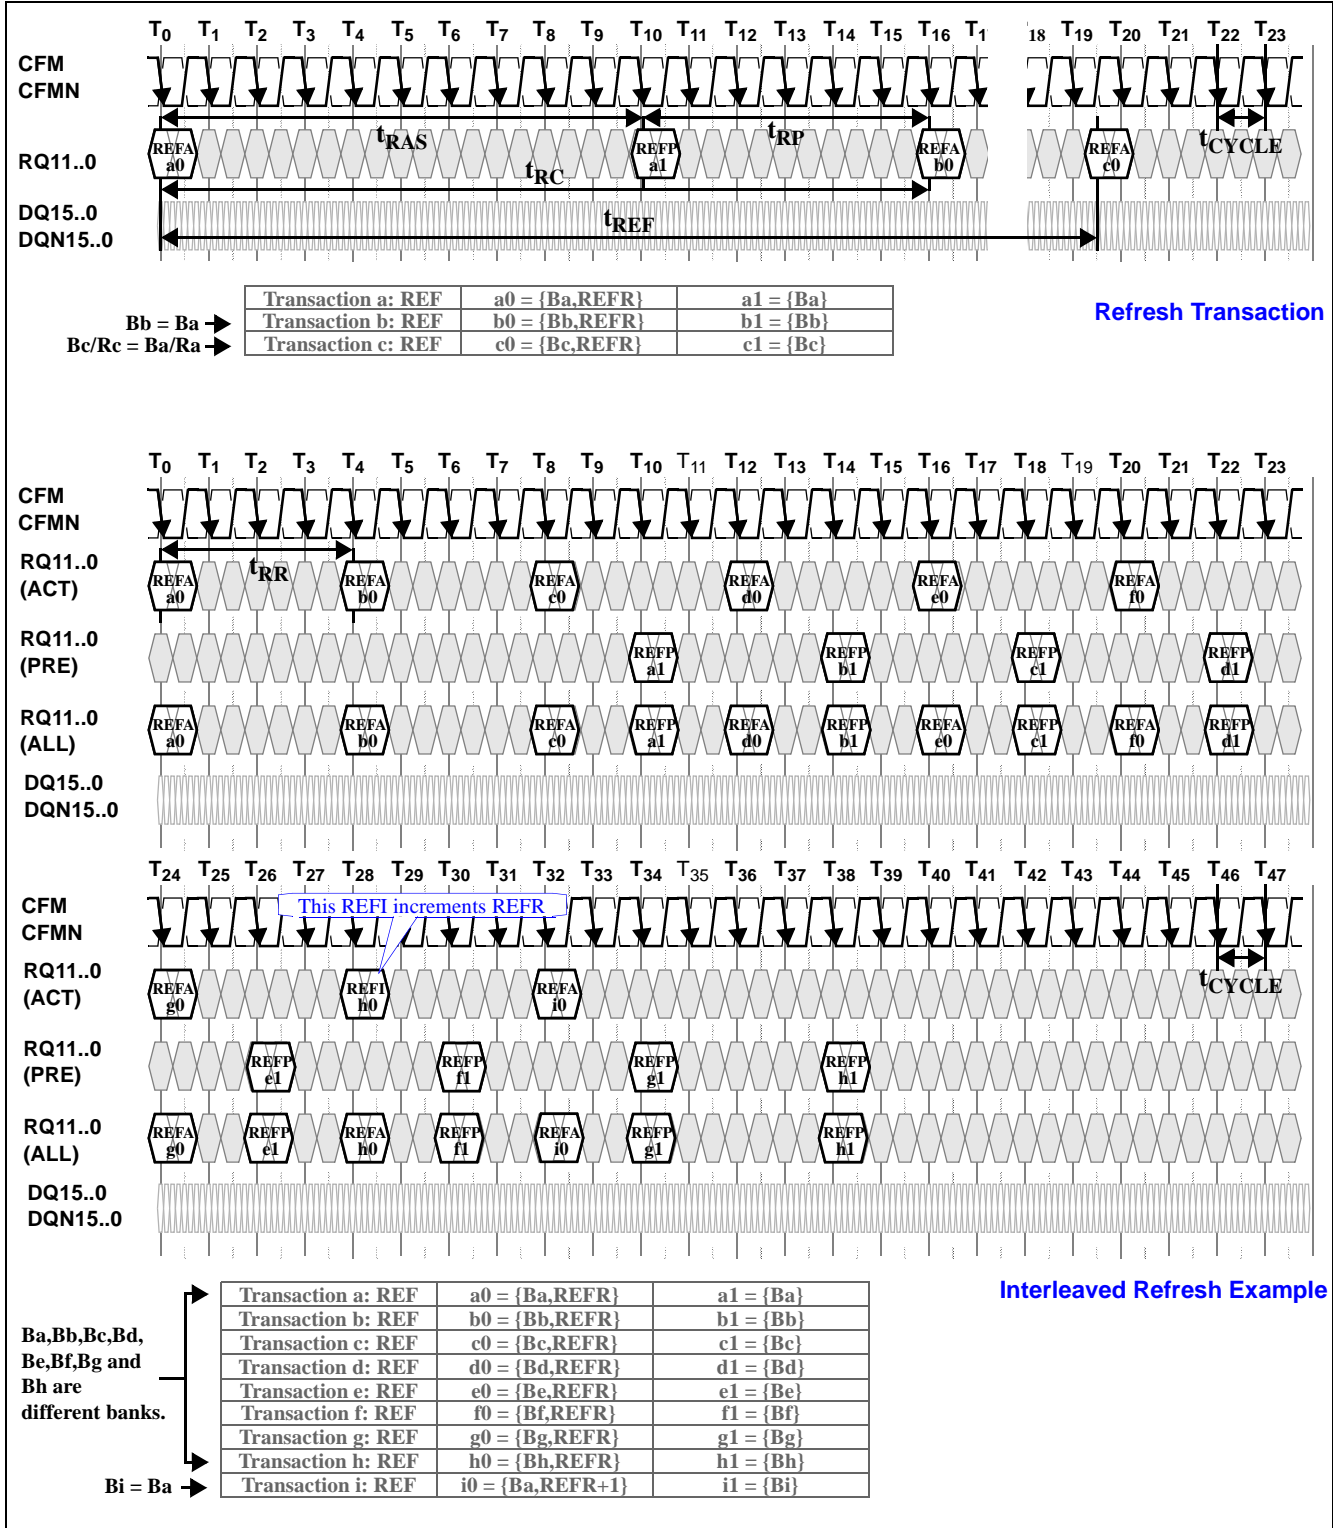 T0 T1 T2 T3 T4 T5 T6 T7 T8 T9 T10 T11 T12 T13 T14 T15 T16 T1 18 T19 T20 T21 T22 T23
CFM
CFMN
tRAS tRP tCYCLE
RQ11..0
REFA a0 REFP a1 REFA b0 REFA c0
tRC
DQ15..0
DQN15..0
tREF
Transaction a: REF a0 = {Ba,REFR} a1 = {Ba}
Bb = Ba Transaction b: REF b0 = {Bb,REFR} b1 = {Bb}
Bc/Rc = Ba/Ra Transaction c: REF c0 = {Bc,REFR} c1 = {Bc}
Refresh Transaction
T0 T1 T2 T3 T4 T5 T6 T7 T8 T9 T10 T11 T12 T13 T14 T15 T16 T17 T18 T19 T20 T21 T22 T23
CFM
CFMN
tRR
RQ11..0
(ACT)
REFA a0 REFA b0 REFA c0 REFA d0 REFA e0 REFA f0
RQ11..0
(PRE)
REFP a1 REFP b1 REFP c1 REFP d1
RQ11..0
(ALL)
REFA a0 REFA b0 REFA c0 REFP a1 REFA d0 REFP b1 REFA e0 REFP c1 REFA f0 REFP d1
DQ15..0
DQN15..0
T24 T25 T26 T27 T28 T29 T30 T31 T32 T33 T34 T35 T36 T37 T38 T39 T40 T41 T42 T43 T44 T45 T46 T47
CFM
CFMN
This REFI increments REFR
RQ11..0
(ACT)
REFA g0 REFI h0 REFA i0
tCYCLE
RQ11..0
(PRE)
REFP e1 REFP f1 REFP g1 REFP h1
RQ11..0
(ALL)
REFA g0 REFP e1 REFA h0 REFP f1 REFA i0 REFP g1 REFP h1
DQ15..0
DQN15..0
Interleaved Refresh Example
Ba,Bb,Bc,Bd,
Be,Bf,Bg and
Bh are
different banks.
Transaction a: REF a0 = {Ba,REFR} a1 = {Ba}
Transaction b: REF b0 = {Bb,REFR} b1 = {Bb}
Transaction c: REF c0 = {Bc,REFR} c1 = {Bc}
Transaction d: REF d0 = {Bd,REFR} d1 = {Bd}
Transaction e: REF e0 = {Be,REFR} e1 = {Be}
Transaction f: REF f0 = {Bf,REFR} f1 = {Bf}
Transaction g: REF g0 = {Bg,REFR} g1 = {Bg}
Transaction h: REF h0 = {Bh,REFR} h1 = {Bh}
Bi = Ba Transaction i: REF i0 = {Ba,REFR+1} i1 = {Bi}